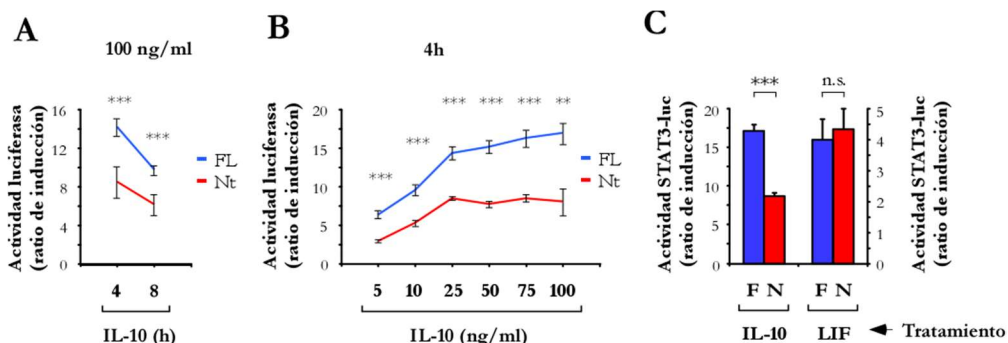 A
100 ng/ml
Actividad luciferasa
(ratio de inducción)
16
12
8
4
0
***
***
FL
Nt
4 8
IL-10 (h)
B
4h
Actividad luciferasa
(ratio de inducción)
20
15
10
5
0
***
***
***
***
***
**
FL
Nt
5 10 25 50 75 100
IL-10 (ng/ml)
C
Actividad STAT3-luc
(ratio de inducción)
20
15
10
5
0
***
n.s.
5
4
3
2
1
0
Actividad STAT3-luc
(ratio de inducción)
F N F N
IL-10 LIF Tratamiento